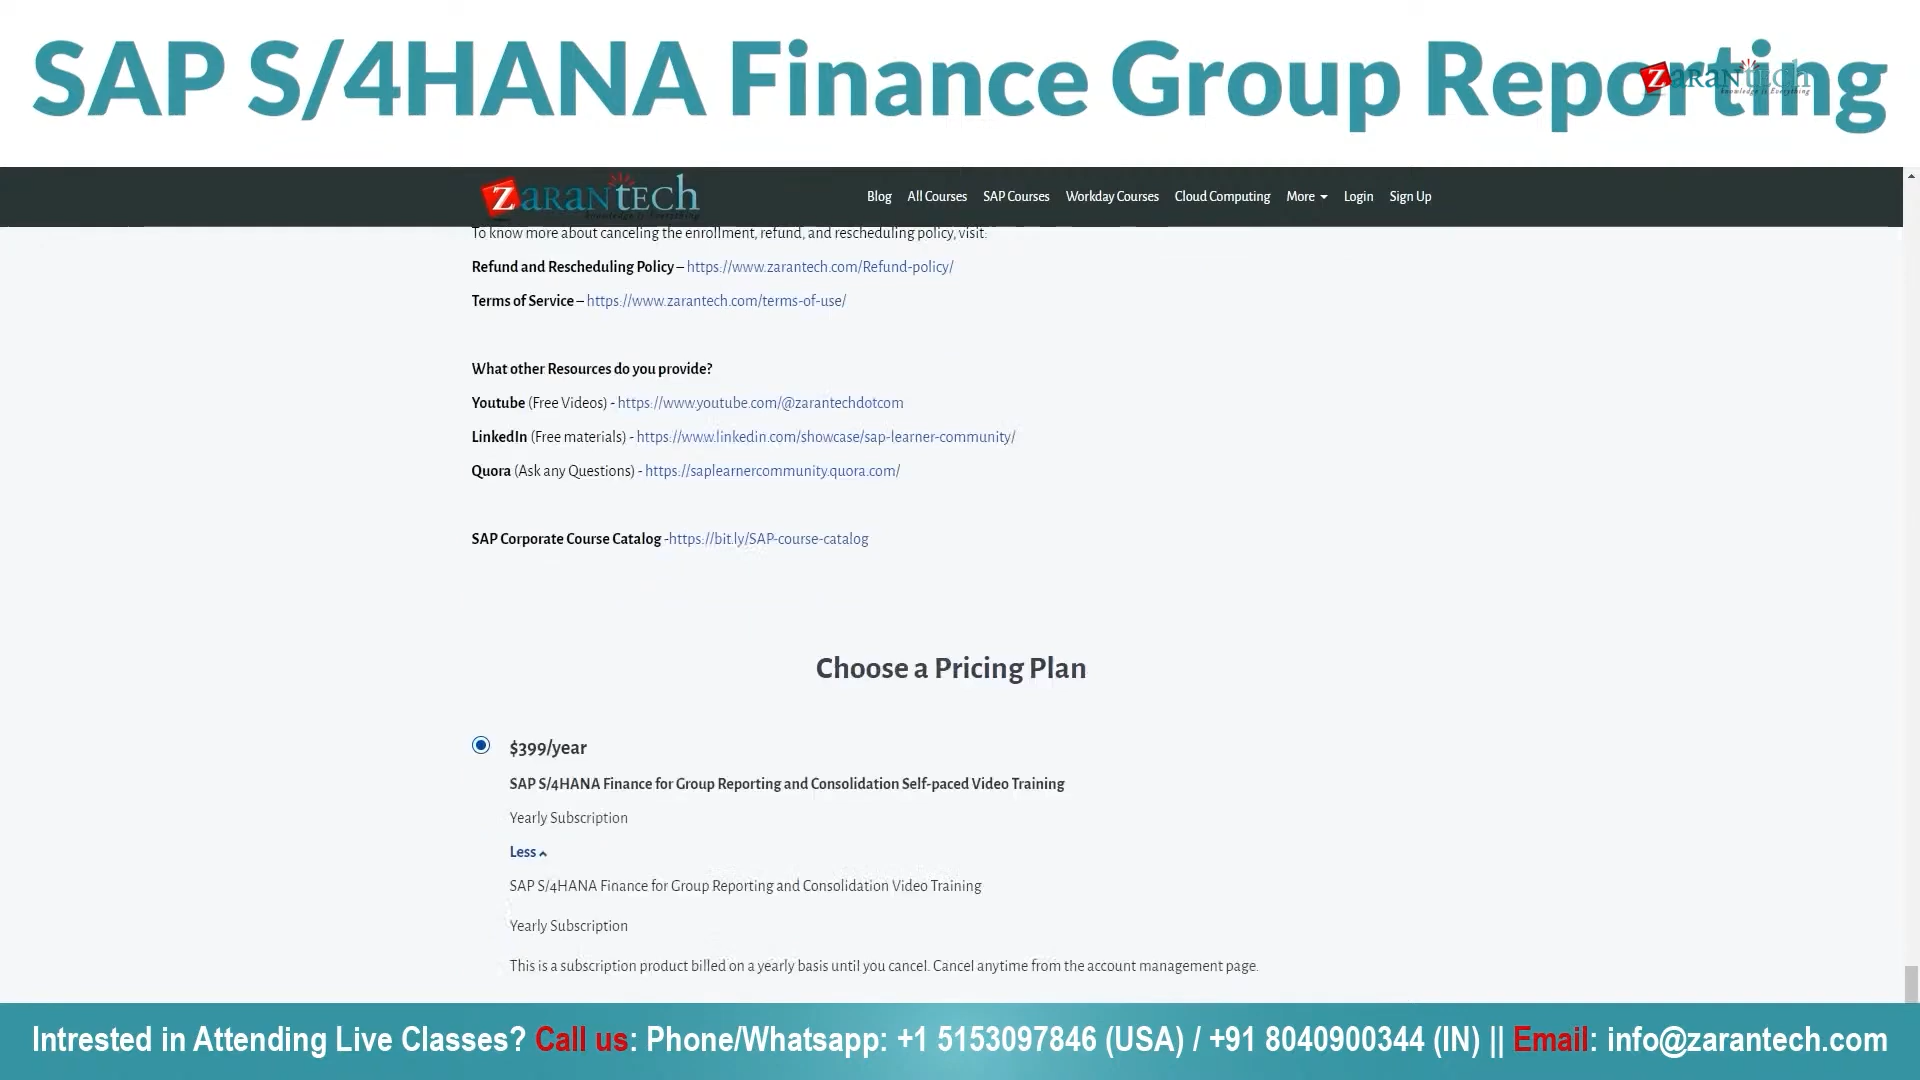 SAP S/4HANA Finance Group Reporting
ZaranTech
Knowledge is Everything
ZaranTech
Knowledge is Everything
Blog All Courses SAP Courses Workday Courses Cloud Computing More Login Sign Up
To know more about canceling the enrollment, refund, and rescheduling policy, visit:
Refund and Rescheduling Policy – https://www.zarantech.com/Refund-policy/
Terms of Service – https://www.zarantech.com/terms-of-use/
What other Resources do you provide?
Youtube (Free Videos) - https://www.youtube.com/@zarantechdotcom
LinkedIn (Free materials) - https://www.linkedin.com/showcase/sap-learner-community/
Quora (Ask any Questions) - https://saplearnercommunity.quora.com/
SAP Corporate Course Catalog -https://bit.ly/SAP-course-catalog
Choose a Pricing Plan
$399/year
SAP S/4HANA Finance for Group Reporting and Consolidation Self-paced Video Training
Yearly Subscription
Less
SAP S/4HANA Finance for Group Reporting and Consolidation Video Training
Yearly Subscription
This is a subscription product billed on a yearly basis until you cancel. Cancel anytime from the account management page.
Intrested in Attending Live Classes? Call us: Phone/Whatsapp: +1 5153097846 (USA) / +91 8040900344 (IN) || Email: info@zarantech.com